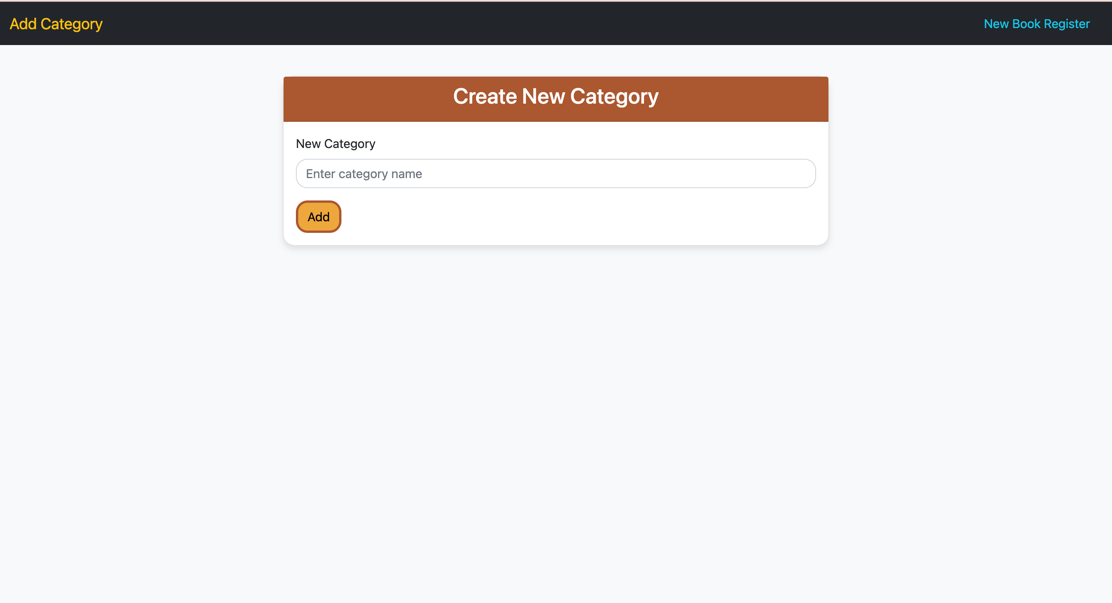 Add Category
New Book Register
Create New Category
New Category
Enter category name
Add